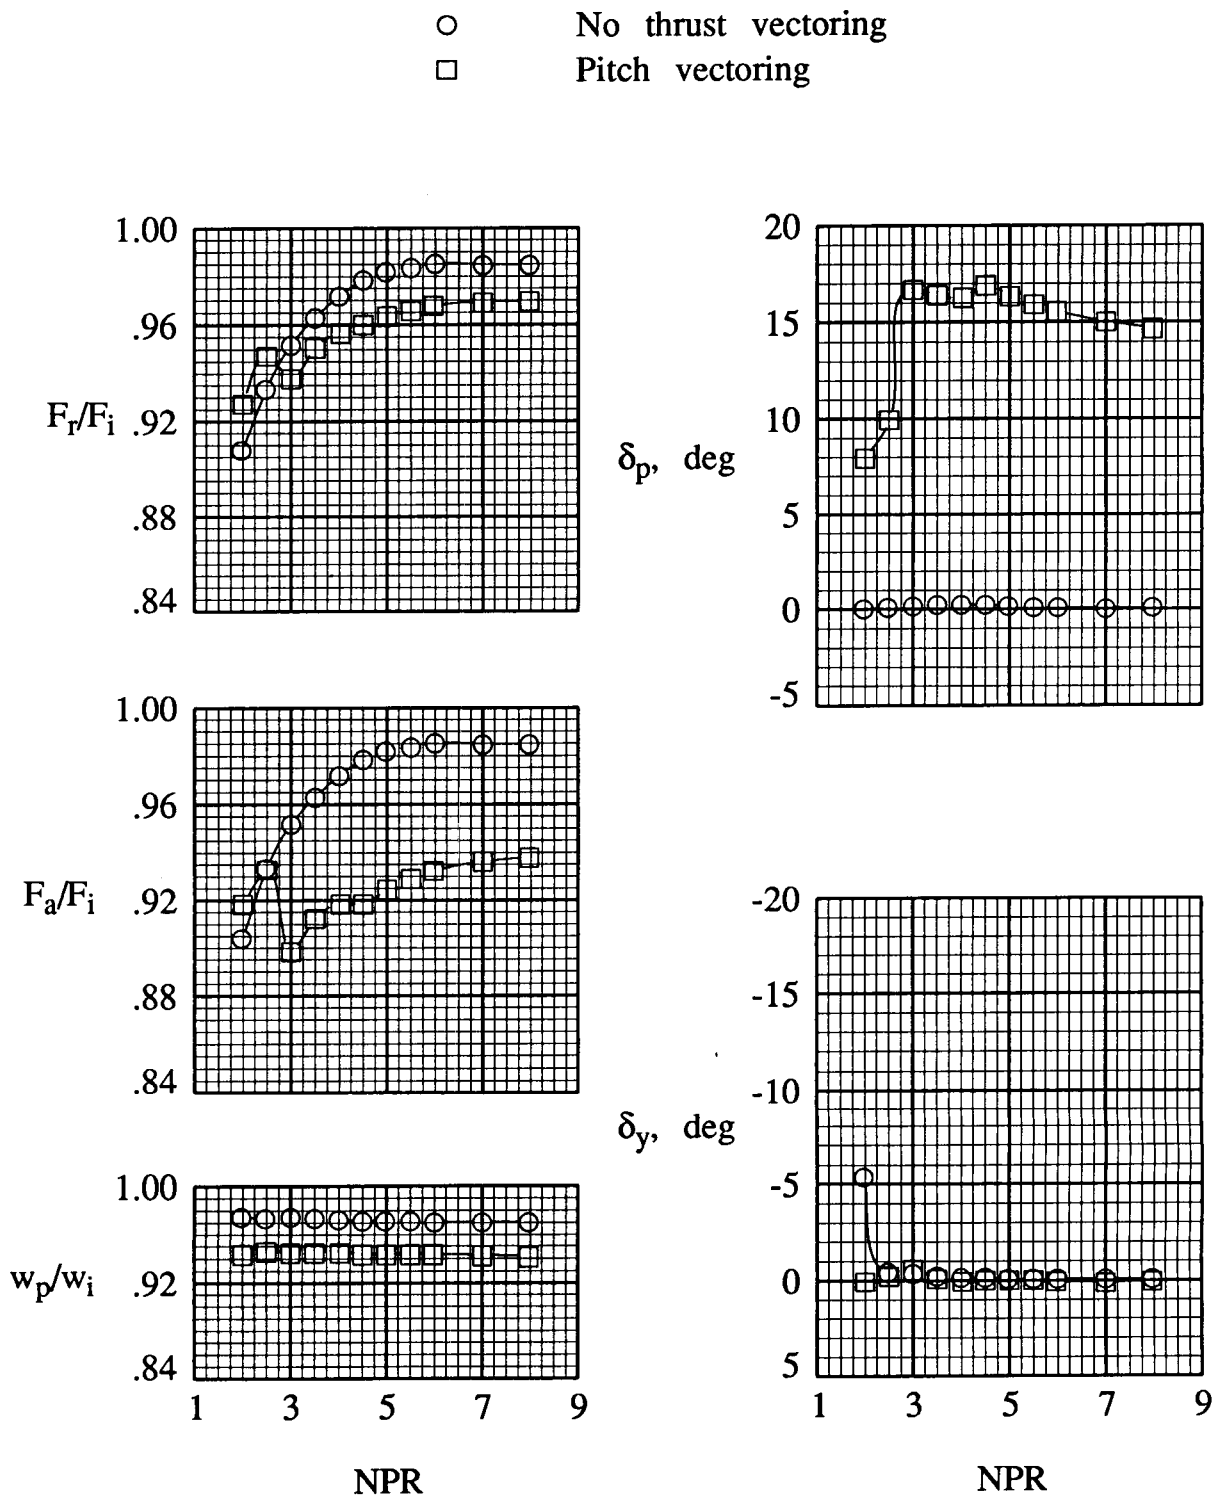 No thrust vectoring
Pitch vectoring
1.00
.96
Fr/Fi .92
.88
.84
1.00
.96
Fa/Fi .92
.88
.84
1.00
wp/wi .92
.84
1 3 5 7 9
NPR
20
15
10
δp, deg
5
0
-5
-20
-15
-10
δy, deg
-5
0
5
1 3 5 7 9
NPR